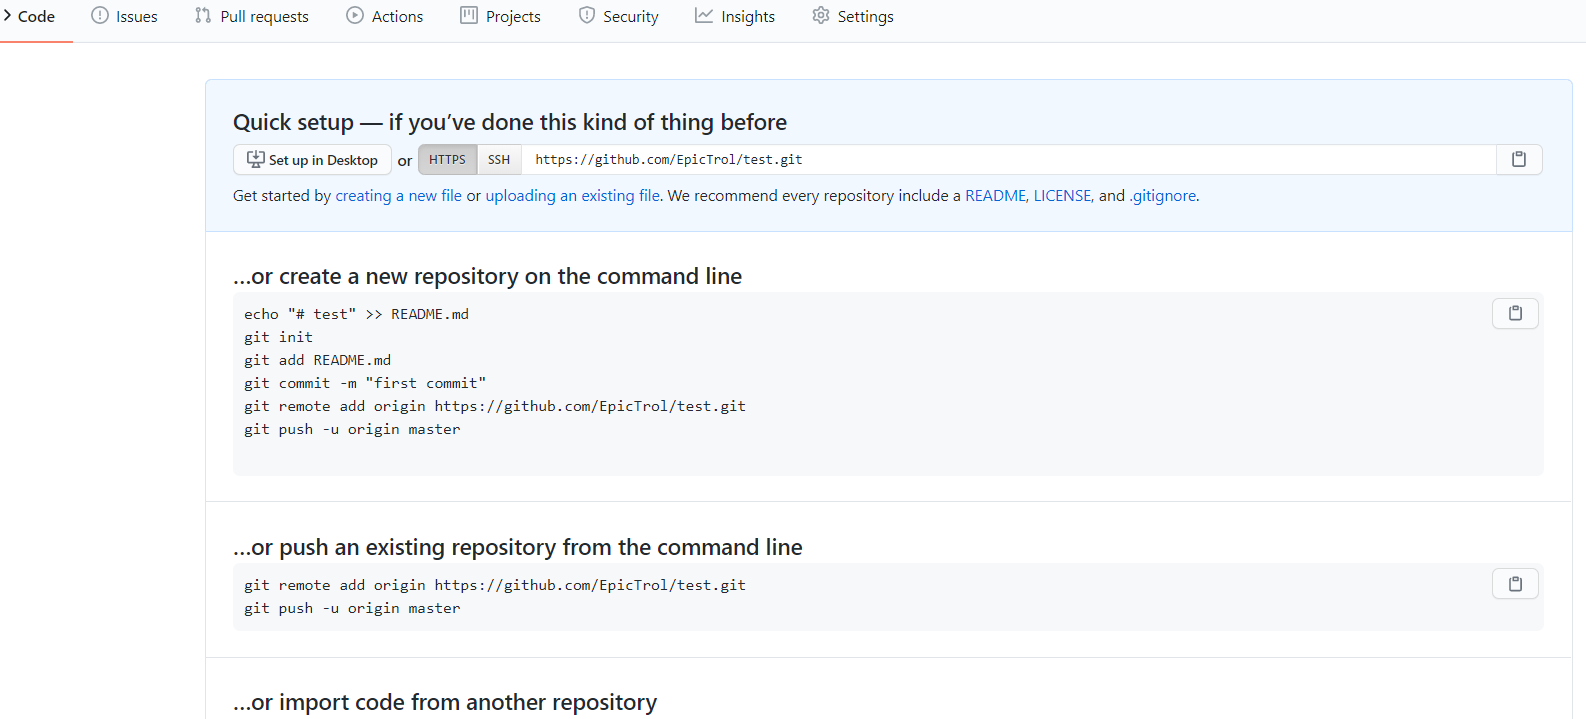 Code Issues Pull requests Actions Projects Security Insights Settings
Quick setup — if you’ve done this kind of thing before
Set up in Desktop or HTTPS SSH https://github.com/EpicTrol/test.git
Get started by creating a new file or uploading an existing file. We recommend every repository include a README, LICENSE, and .gitignore.
...or create a new repository on the command line
echo "# test" >> README.md
git init
git add README.md
git commit -m "first commit"
git remote add origin https://github.com/EpicTrol/test.git
git push -u origin master
...or push an existing repository from the command line
git remote add origin https://github.com/EpicTrol/test.git
git push -u origin master
...or import code from another repository